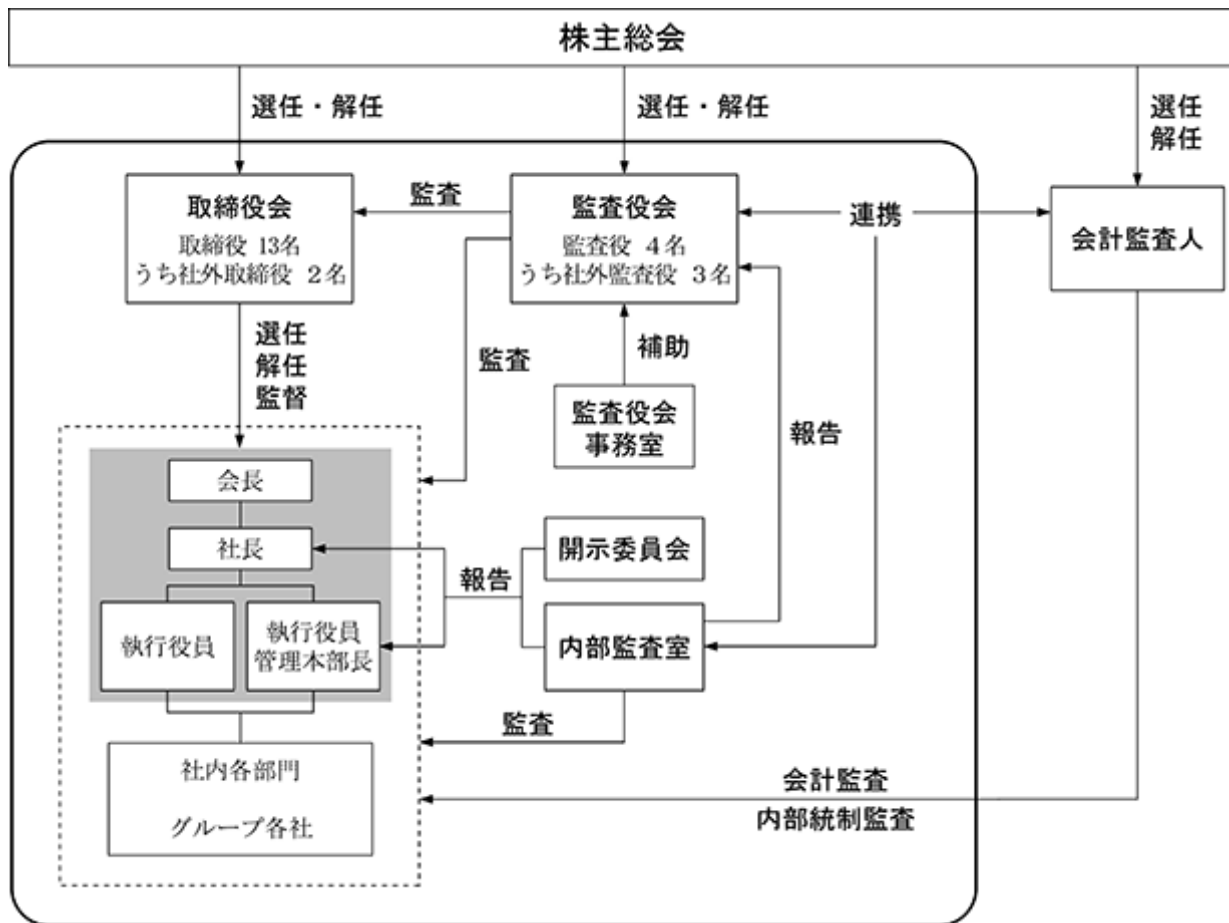 株主総会
選任・解任
選任・解任
選任
解任
取締役会
取締役 13名
うち社外取締役 2名
監査
監査役会
監査役 4名
うち社外監査役 3名
連携
会計監査人
選任
解任
監督
監査
補助
監査役会
事務室
報告
会長
社長
執行役員
執行役員
管理本部長
報告
開示委員会
内部監査室
監査
社内各部門
グループ各社
会計監査
内部統制監査